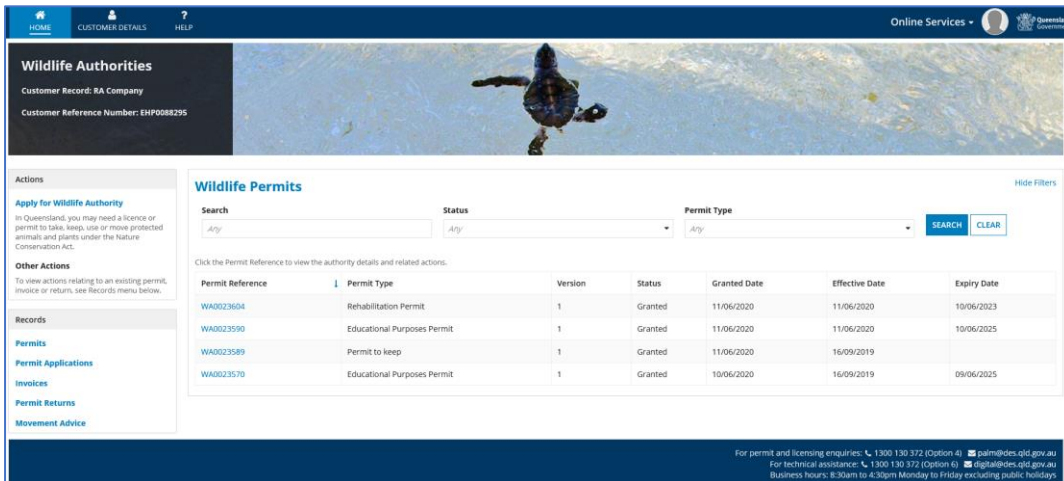 HOME
CUSTOMER DETAILS
?
HELP
Online Services
Wildlife Authorities
Customer Record: RA Company
Customer Reference Number: EHP0088295
Actions
Apply for Wildlife Authority
In Queensland, you may need a licence or
permit to take, keep, use or move protected
animals and plants under the Nature
Conservation Act.
Other Actions
To view actions relating to an existing permit,
invoice or return, see Records menu below.
Records
Permits
Permit Applications
Invoices
Permit Returns
Movement Advice
Wildlife Permits
Hide Filters
Search Status Permit Type
Any Any Any SEARCH CLEAR
Click the Permit Reference to view the authority details and related actions.
Permit Reference Permit Type Version Status Granted Date Effective Date Expiry Date
WA0023604 Rehabilitation Permit 1 Granted 11/06/2020 11/06/2020 10/06/2023
WA0023590 Educational Purposes Permit 1 Granted 11/06/2020 11/06/2020 10/06/2025
WA0023589 Permit to keep 1 Granted 11/06/2020 16/09/2019
WA0023570 Educational Purposes Permit 1 Granted 10/06/2020 16/09/2019 09/06/2025
For permit and licensing enquiries: 1300 130 372 (Option 4) palm@des.qld.gov.au
For technical assistance: 1300 130 372 (Option 6) digital@des.qld.gov.au
Business hours: 8:30am to 4:30pm Monday to Friday excluding public holidays